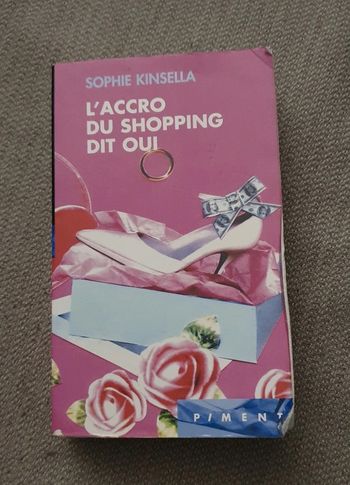 SOPHIE KINSELLA
L'ACCRO
DU SHOPPING
DIT OUI
PIMENT